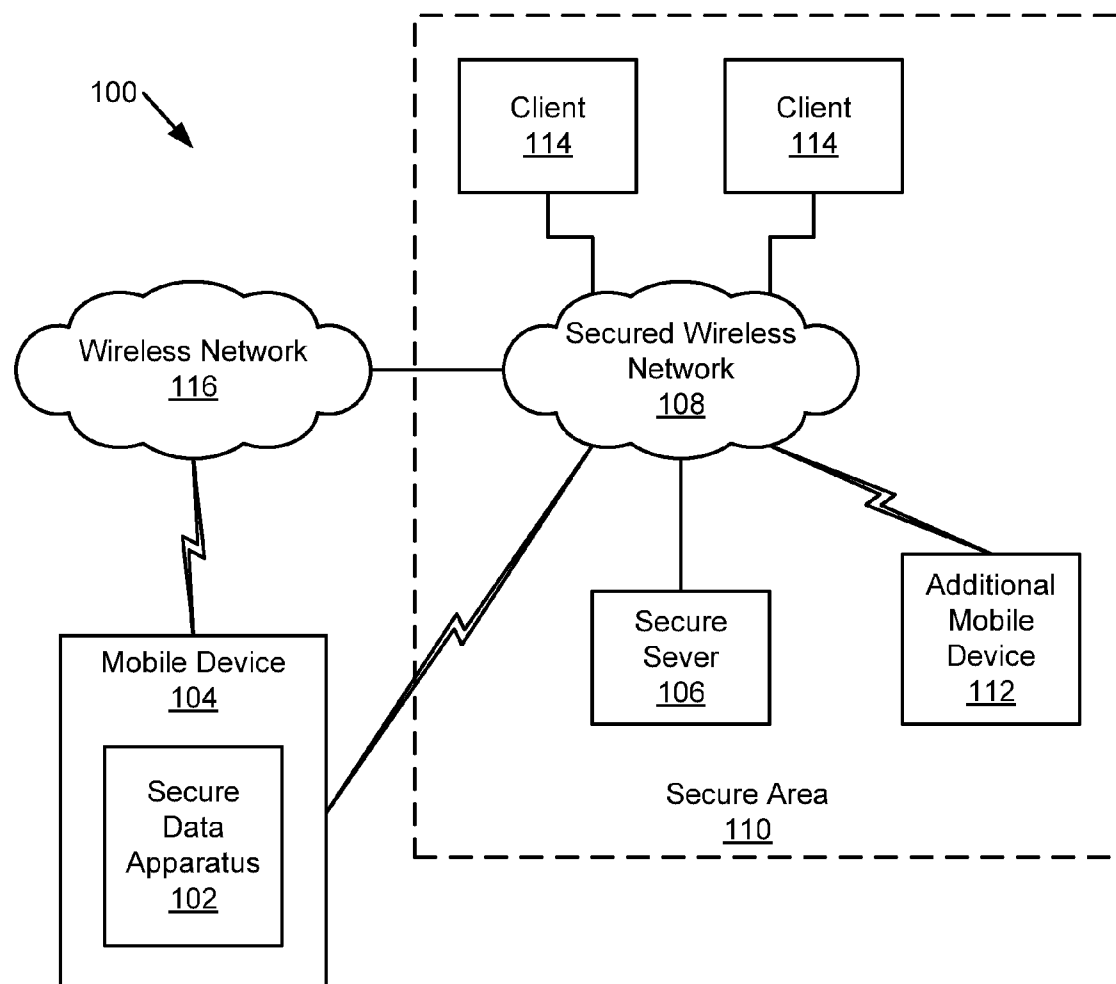 100
Client
114
Client
114
Wireless Network
116
Secured Wireless
Network
108
Mobile Device
104
Secure
Data
Apparatus
102
Secure
Sever
106
Additional
Mobile
Device
112
Secure Area
110